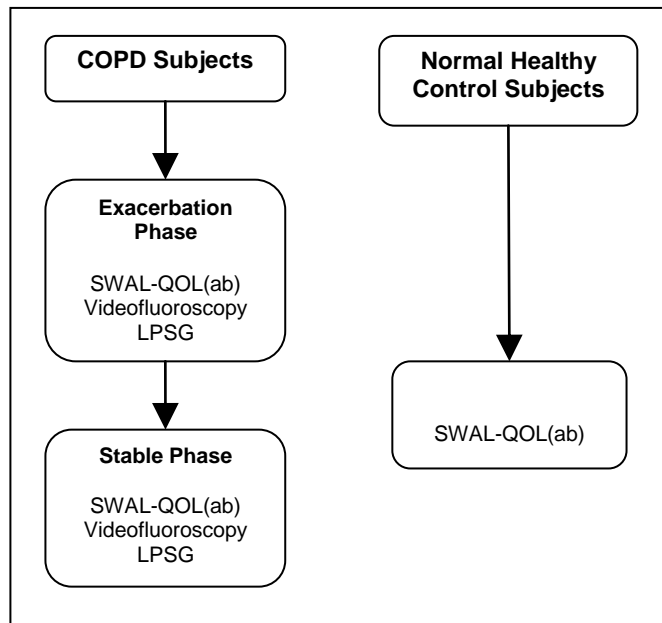 COPD Subjects
Exacerbation
Phase
SWAL-QOL(ab)
Videofluoroscopy
LPSG
Stable Phase
SWAL-QOL(ab)
Videofluoroscopy
LPSG
Normal Healthy
Control Subjects
SWAL-QOL(ab)